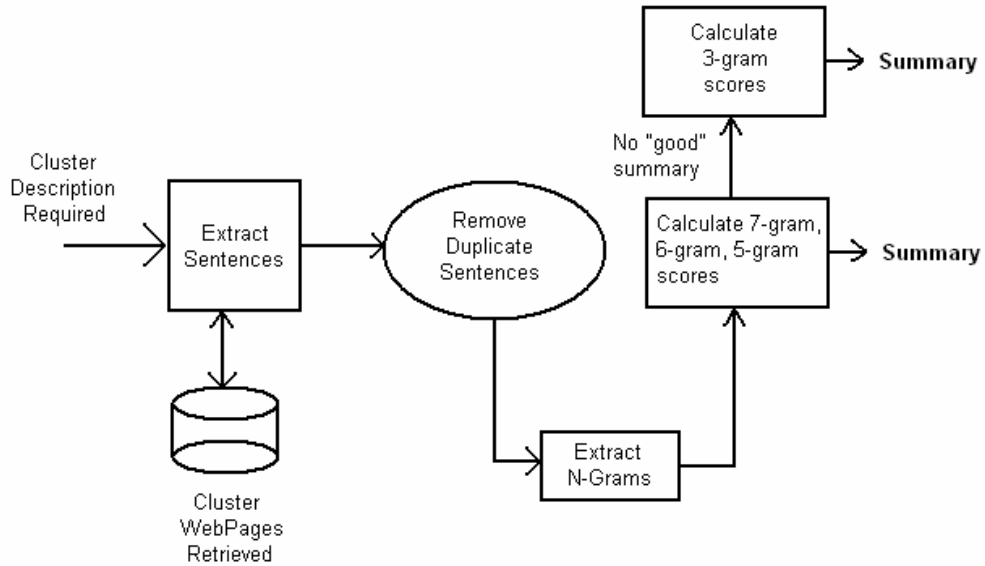 Cluster
Description
Required
Extract
Sentences
Cluster
WebPages
Retrieved
Remove
Duplicate
Sentences
Extract
N-Grams
Calculate 7-gram,
6-gram, 5-gram
scores
Summary
No "good"
summary
Calculate
3-gram
scores
Summary